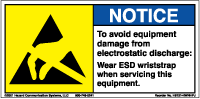 NOTICE
To avoid equipment
damage from
electrostatic discharge:
Wear ESD wriststrap
when servicing this
equipment.